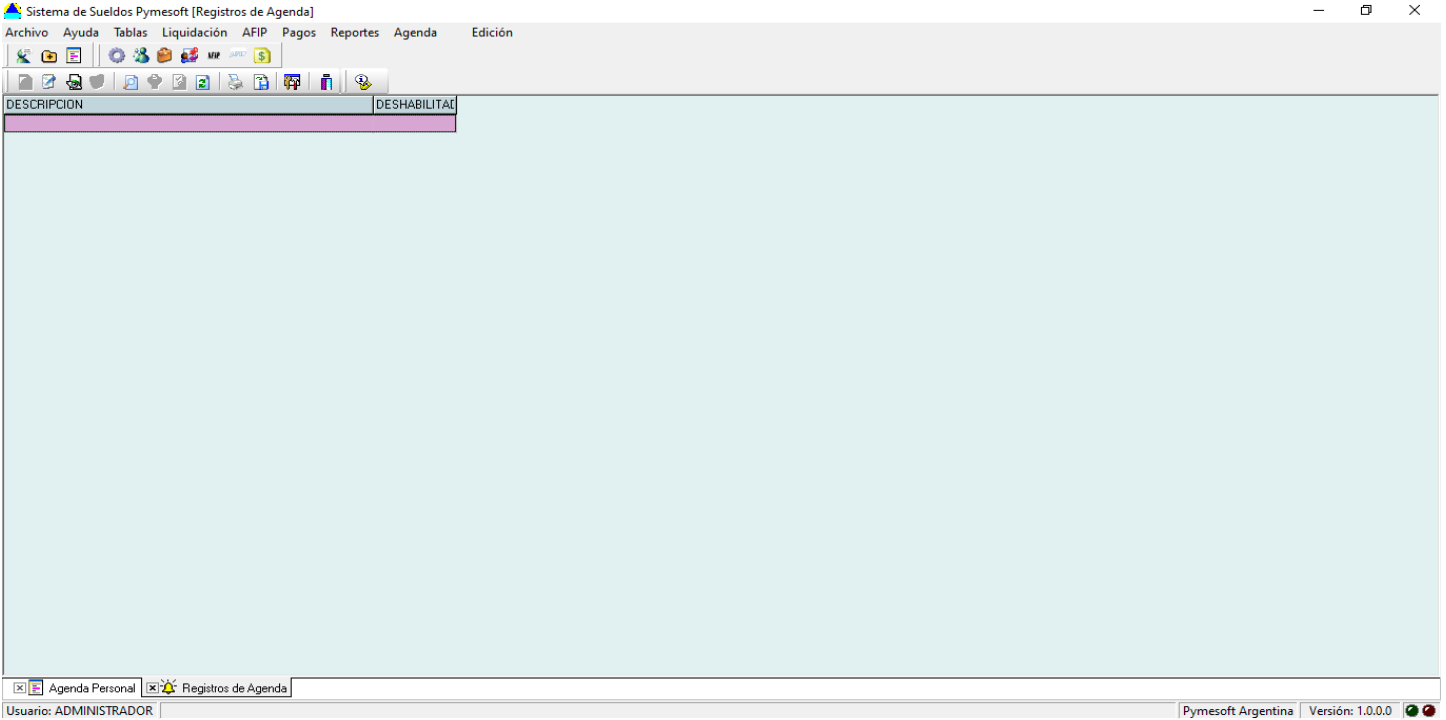 Sistema de Sueldos Pymesoft [Registros de Agenda]
Archivo Ayuda Tablas Liquidación AFIP Pagos Reportes Agenda Edición
AFIP
DESCRIPCION DESHABILITAD
Agenda Personal Registros de Agenda
Usuario: ADMINISTRADOR Pymesoft Argentina Versión: 1.0.0.0